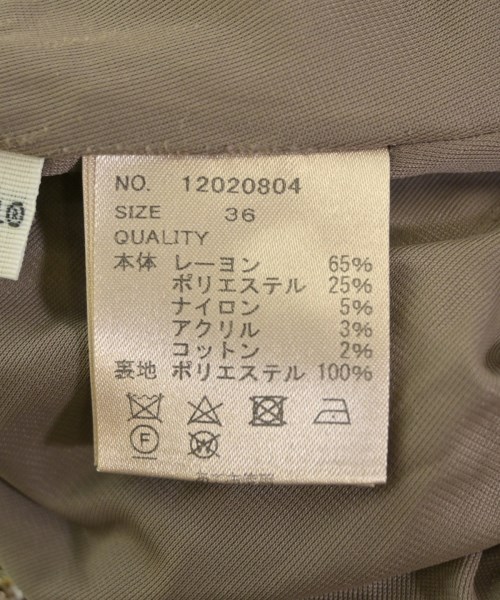 NO. 12020804
SIZE 36
QUALITY
本体 レーヨン 65%
ポリエステル 25%
ナイロン 5%
アクリル 3%
コットン 2%
裏地 ポリエステル 100%
F
W